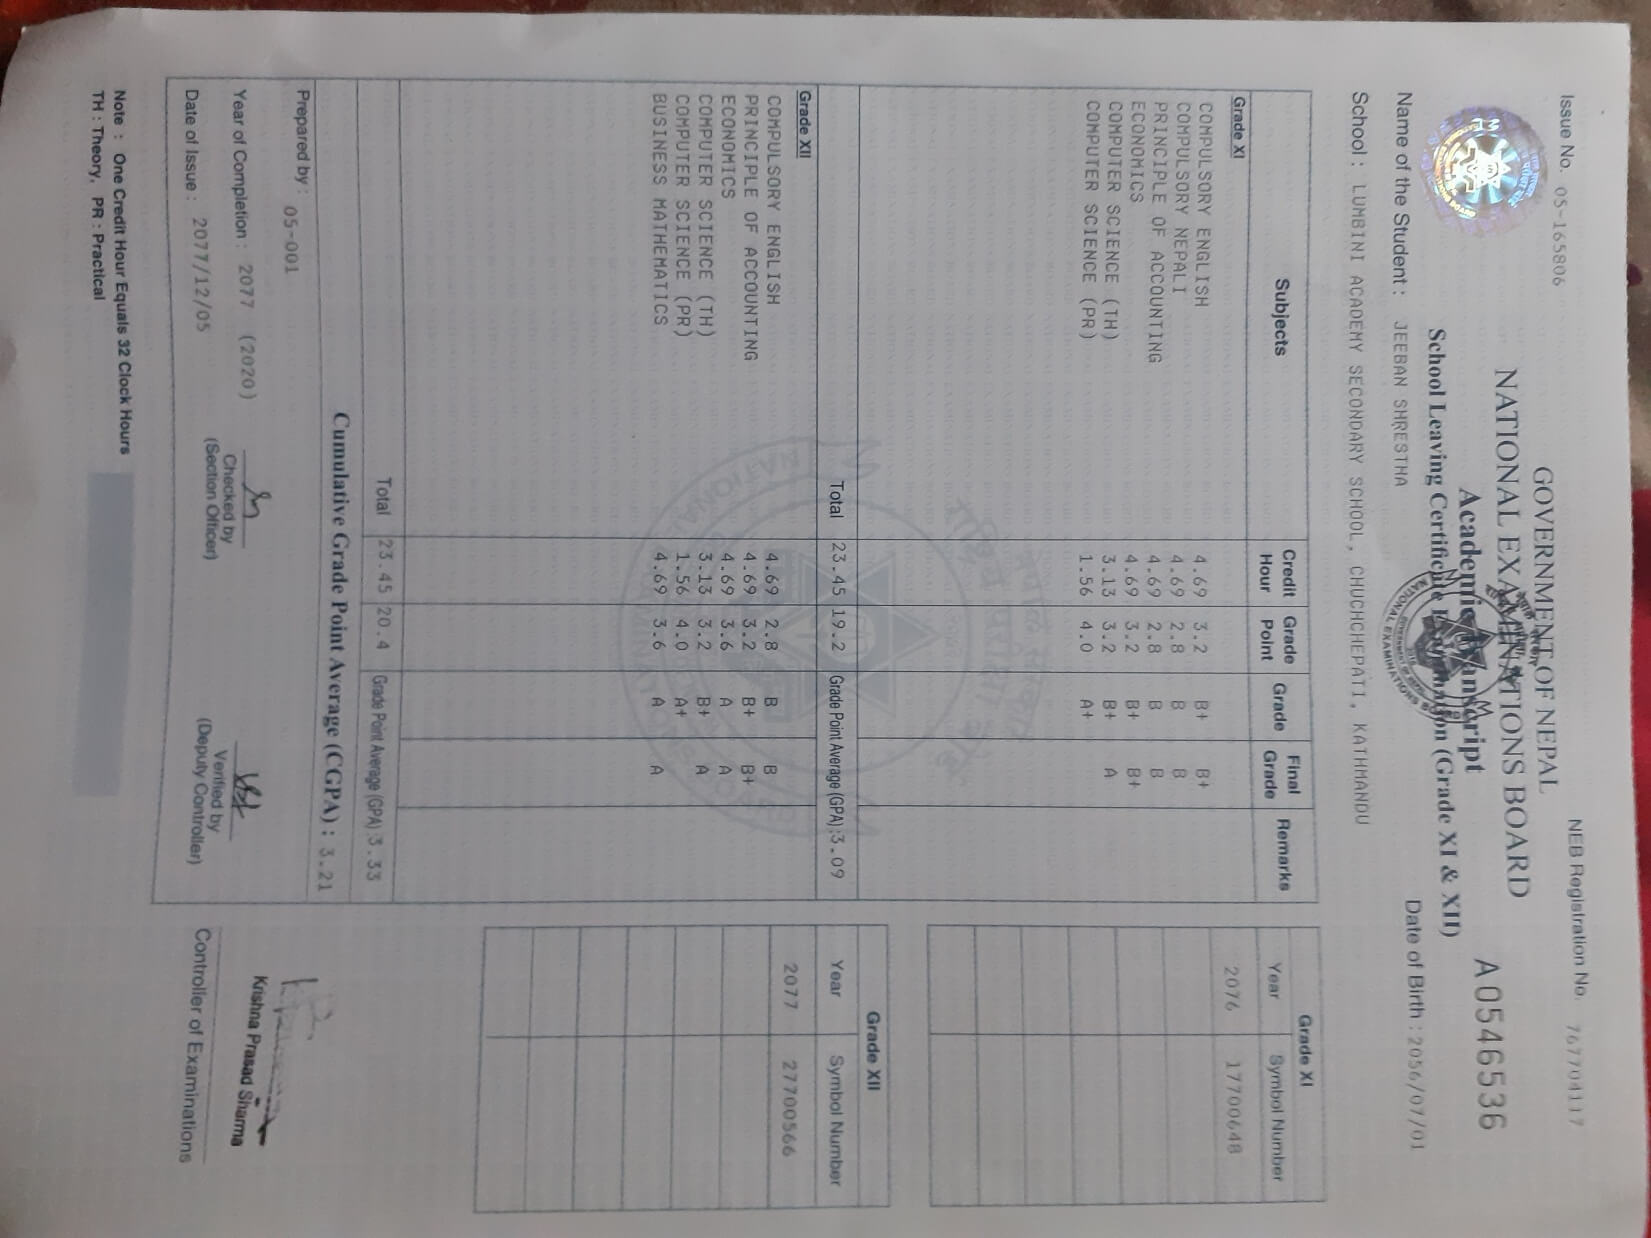 Issue No. 05-165806
NEB Registration No. 767704117
GOVERNMENT OF NEPAL
NATIONAL EXAMINATIONS BOARD
A0546536
Academic Transcript
School Leaving Certificate Examination (Grade XI & XII)
Name of the Student : JEEBAN SHRESTHA
Date of Birth : 2056/07/01
School : LUMBINI ACADEMY SECONDARY SCHOOL, CHUCHCHEPATI, KATHMANDU
Subjects Credit Hour Grade Point Grade Final Grade Remarks
Grade XI
COMPULSORY ENGLISH 4.69 3.2 B+ B+
COMPULSORY NEPALI 4.69 2.8 B B
PRINCIPLE OF ACCOUNTING 4.69 2.8 B B
ECONOMICS 4.69 3.2 B+ B+
COMPUTER SCIENCE (TH) 3.13 3.2 B+ A
COMPUTER SCIENCE (PR) 1.56 4.0 A+
Total 23.45 19.2 Grade Point Average (GPA) :3.09
Grade XII
COMPULSORY ENGLISH 4.69 2.8 B B
PRINCIPLE OF ACCOUNTING 4.69 3.2 B+ B+
ECONOMICS 4.69 3.6 A A
COMPUTER SCIENCE (TH) 3.13 3.2 B+ A
COMPUTER SCIENCE (PR) 1.56 4.0 A+
BUSINESS MATHEMATICS 4.69 3.6 A A
Total 23.45 20.4 Grade Point Average (GPA) :3.33
Cumulative Grade Point Average (CGPA) : 3.21
Grade XI
Year Symbol Number
2076 17700648
Grade XII
Year Symbol Number
2077 27700566
Prepared by : 05-001
Year of Completion : 2077 (2020)
Date of Issue : 2077/12/05
Checked by
(Section Officer)
Verified by
(Deputy Controller)
Krishna Prasad Sharma
Controller of Examinations
Note : One Credit Hour Equals 32 Clock Hours
TH : Theory, PR : Practical
नेपाल सरकार
राष्ट्रिय परीक्षा बोर्ड
NATIONAL EXAMINATIONS BOARD